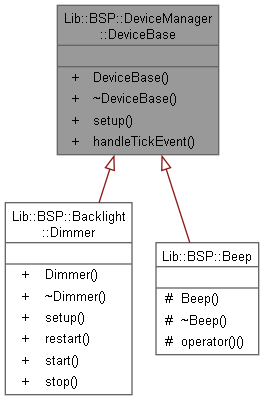 Lib::BSP::DeviceManager
::DeviceBase
+ DeviceBase()
+ ~DeviceBase()
+ setup()
+ handleTickEvent()
Lib::BSP::Backlight
::Dimmer
+ Dimmer()
+ ~Dimmer()
+ setup()
+ restart()
+ start()
+ stop()
Lib::BSP::Beep
# Beep()
# ~Beep()
# operator()()